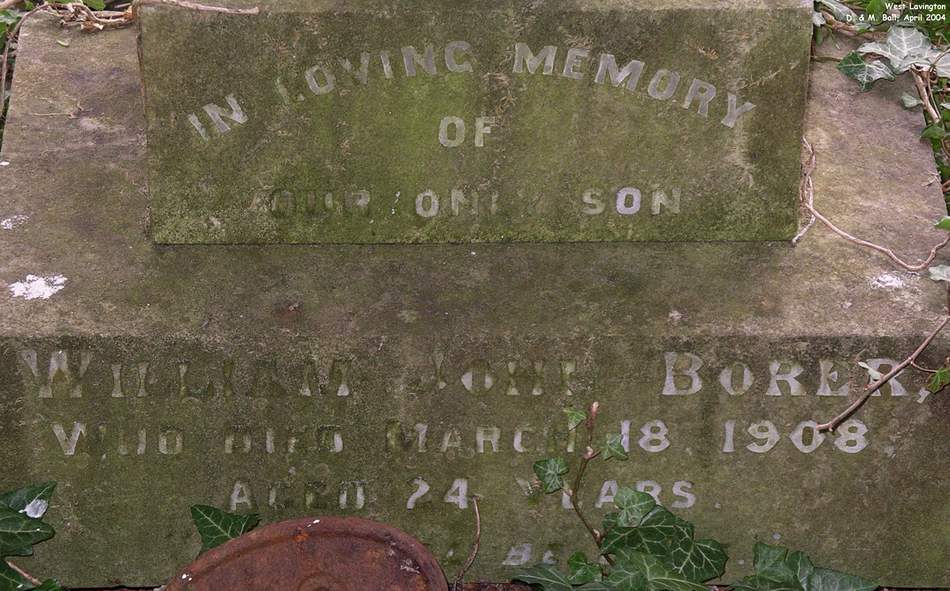 West Lavington
D. & M. Ball, April 2004
IN LOVING MEMORY
OF
OUR ONLY SON
WILLIAM JOHN BORER,
WHO DIED MARCH 18, 1908
AGED 24 YEARS.